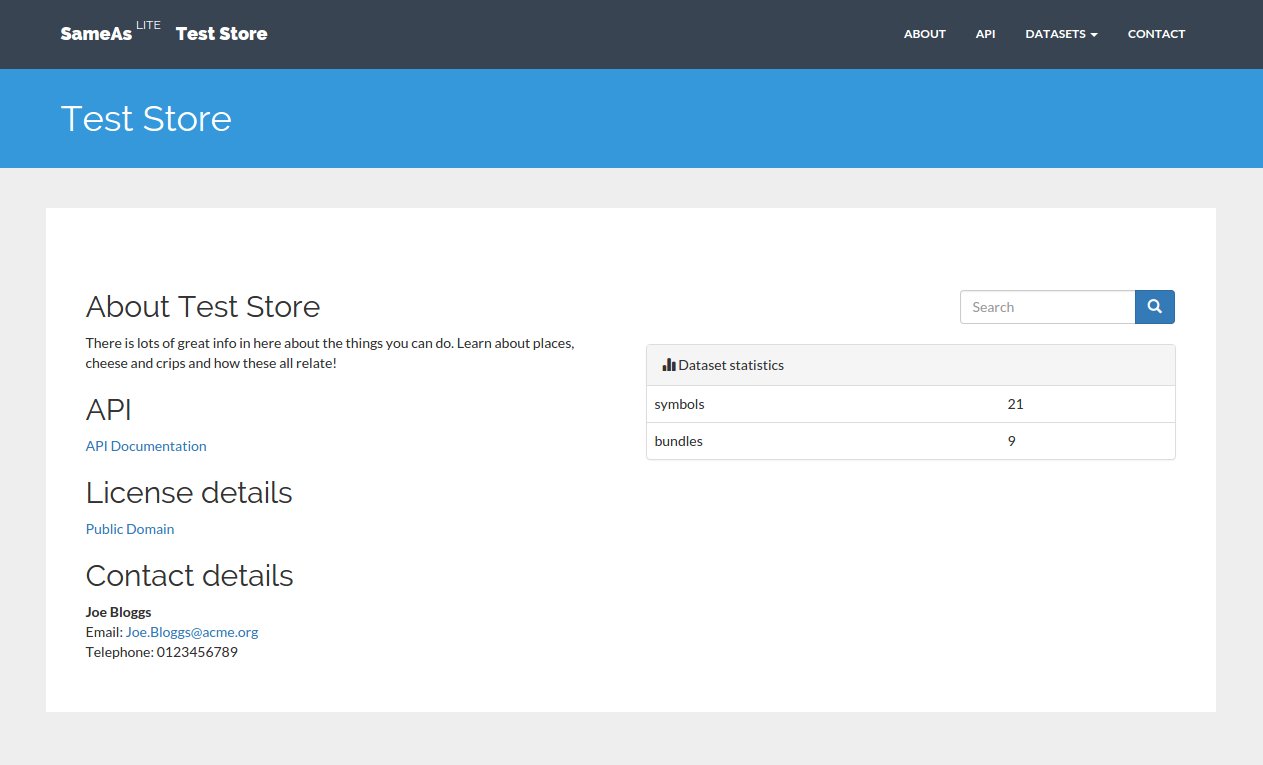 SameAs LITE Test Store
ABOUT API DATASETS CONTACT
Test Store
About Test Store
There is lots of great info in here about the things you can do. Learn about places,
cheese and crips and how these all relate!
API
API Documentation
License details
Public Domain
Contact details
Joe Bloggs
Email: Joe.Bloggs@acme.org
Telephone: 0123456789
Search
Dataset statistics
symbols 21
bundles 9